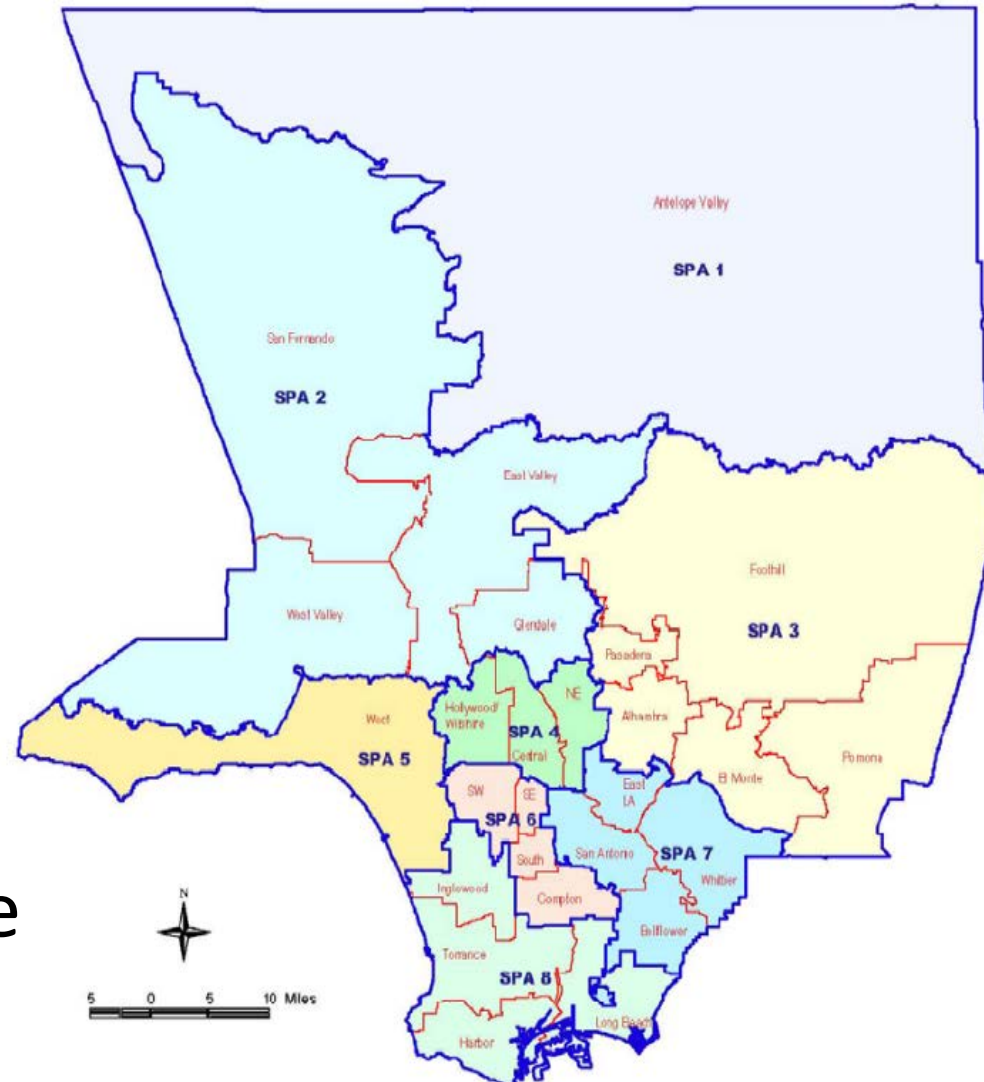 Antelope Valley
SPA 1
San Fernando
SPA 2
East Valley
West Valley
Glendale
Foothill
SPA 3
Pasadena
Alhambra
El Monte
Pomona
Hollywood/
Wilshire
NE
SPA 4
Central
West
SPA 5
SW
SE
SPA 6
South
Compton
East
LA
San Antonio
SPA 7
Whittier
Bellflower
Inglewood
Torrance
SPA 8
Long Beach
Harbor
e
N
5 0 5 10 Miles